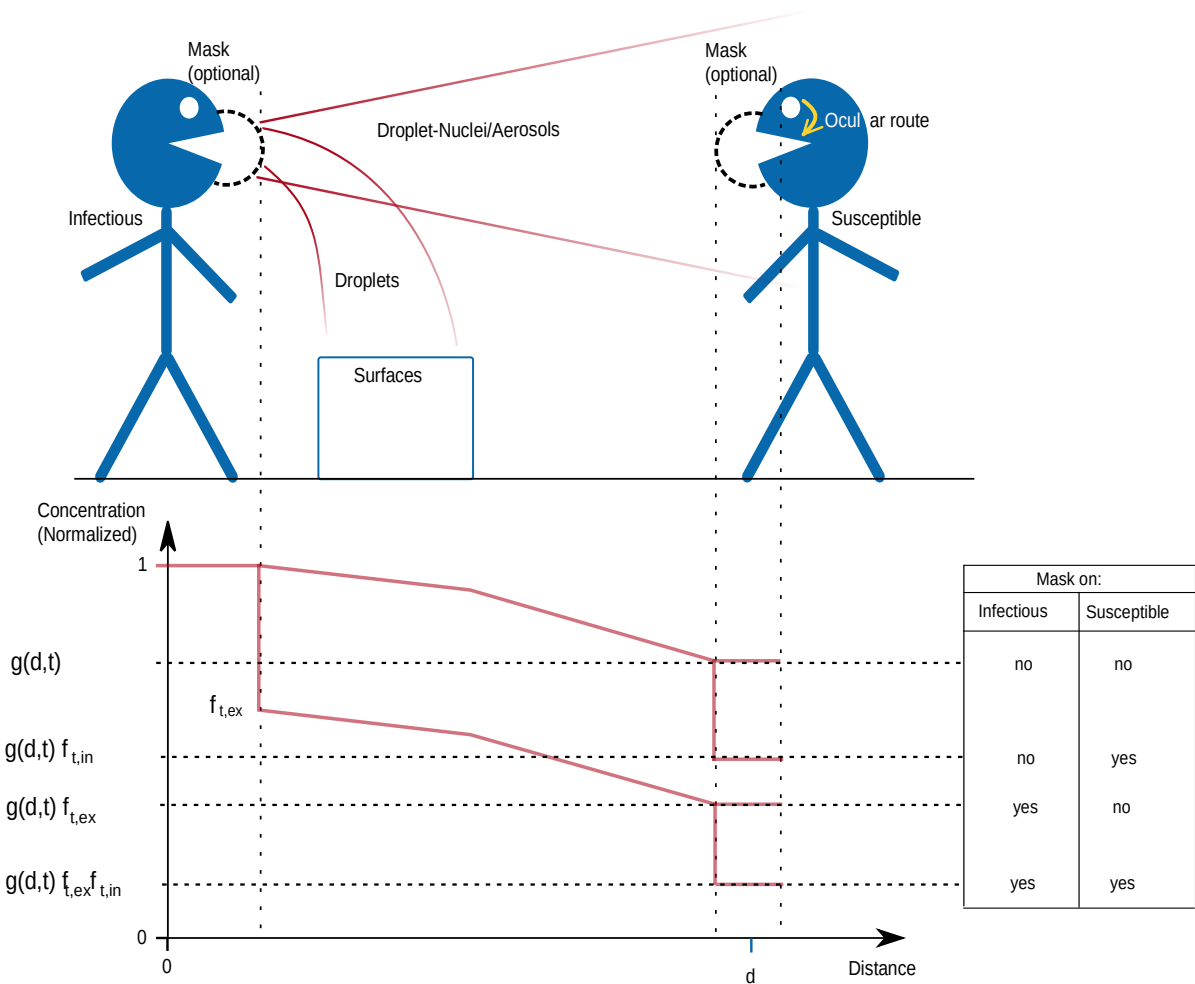 Mask
(optional)
Mask
(optional)
Droplet-Nuclei/Aerosols
Ocul ar route
Infectious
Susceptible
Droplets
Surfaces
Concentration
(Normalized)
1
Mask on:
Infectious Susceptible
g(d,t)
no no
f t,ex
g(d,t) f t,in
no yes
g(d,t) f t,ex
yes no
g(d,t) f t,ex f t,in
yes yes
0
0
d
Distance